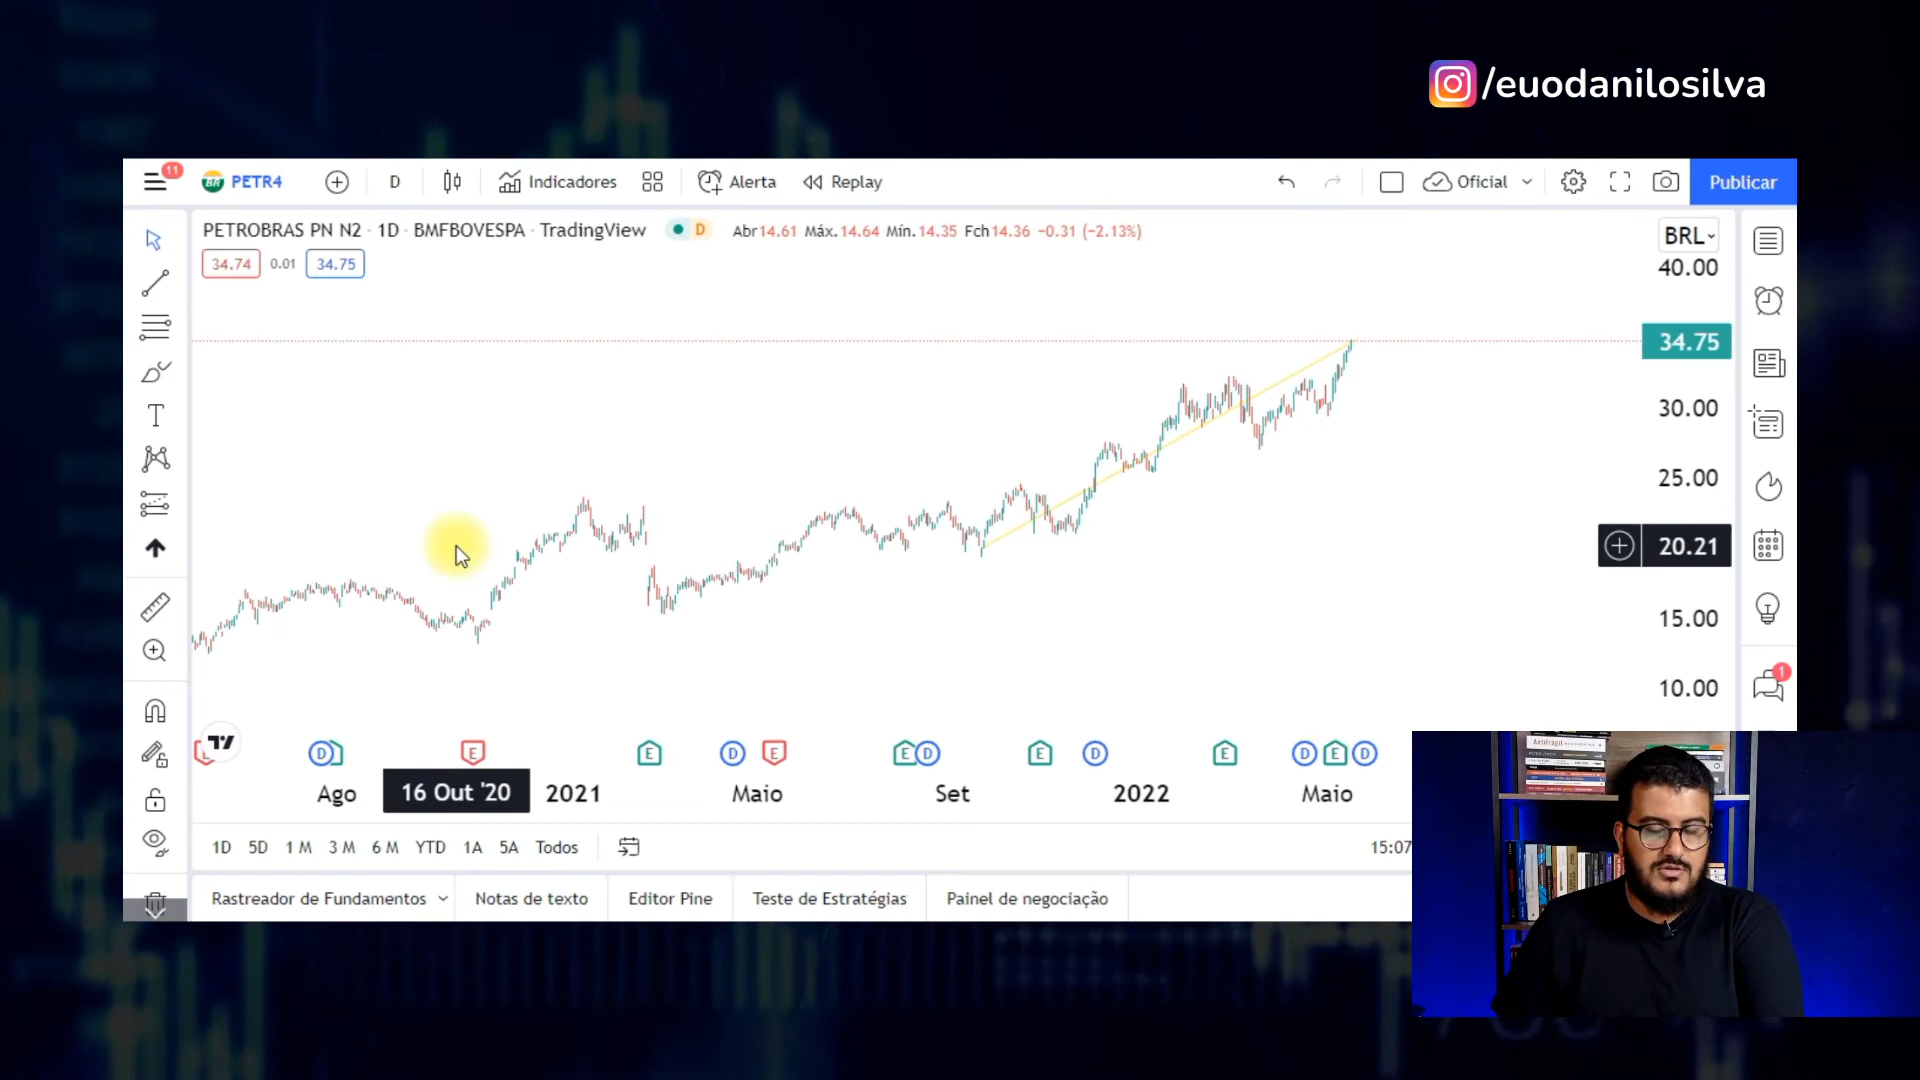 /euodanilosilva
11
PETR4
D
Indicadores
Alerta
Replay
Oficial
Publicar
PETROBRAS PN N2 · 1D · BMFBOVESPA · TradingView
D
Abr14.61 Máx.14.64 Mín.14.35 Fch14.36 −0.31 (−2.13%)
BRL
34.74
0.01
34.75
40.00
34.75
30.00
25.00
20.21
15.00
10.00
1
D
E
E
D
E
E
D
E
D
E
D
E
D
Ago
16 Out '20
2021
Maio
Set
2022
Maio
1D 5D 1 M 3 M 6 M YTD 1A 5A Todos
15:07
Rastreador de Fundamentos
Notas de texto
Editor Pine
Teste de Estratégias
Painel de negociação
Antifrágil